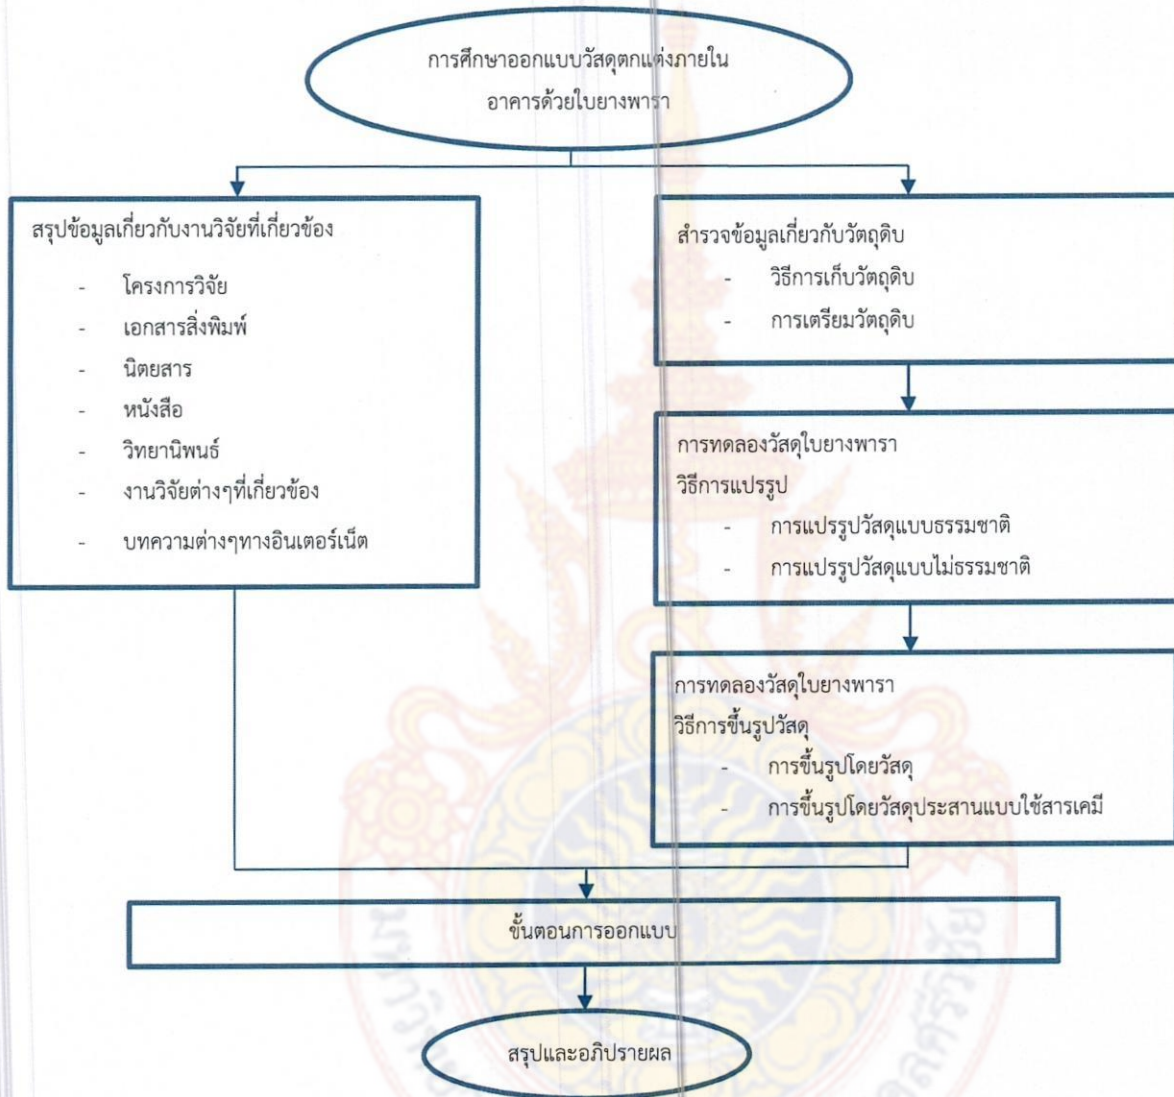 การศึกษาออกแบบวัสดุตกแต่งภายใน
อาคารด้วยใบยางพารา
สรุปข้อมูลเกี่ยวกับงานวิจัยที่เกี่ยวข้อง
- โครงการวิจัย
- เอกสารสิ่งพิมพ์
- นิตยสาร
- หนังสือ
- วิทยานิพนธ์
- งานวิจัยต่างๆที่เกี่ยวข้อง
- บทความต่างๆทางอินเตอร์เน็ต
สำรวจข้อมูลเกี่ยวกับวัตถุดิบ
- วิธีการเก็บวัตถุดิบ
- การเตรียมวัตถุดิบ
การทดลองวัสดุใบยางพารา
วิธีการแปรรูป
- การแปรรูปวัสดุแบบธรรมชาติ
- การแปรรูปวัสดุแบบไม่ธรรมชาติ
การทดลองวัสดุใบยางพารา
วิธีการขึ้นรูปวัสดุ
- การขึ้นรูปโดยวัสดุ
- การขึ้นรูปโดยวัสดุประสานแบบใช้สารเคมี
ขั้นตอนการออกแบบ
สรุปและอภิปรายผล